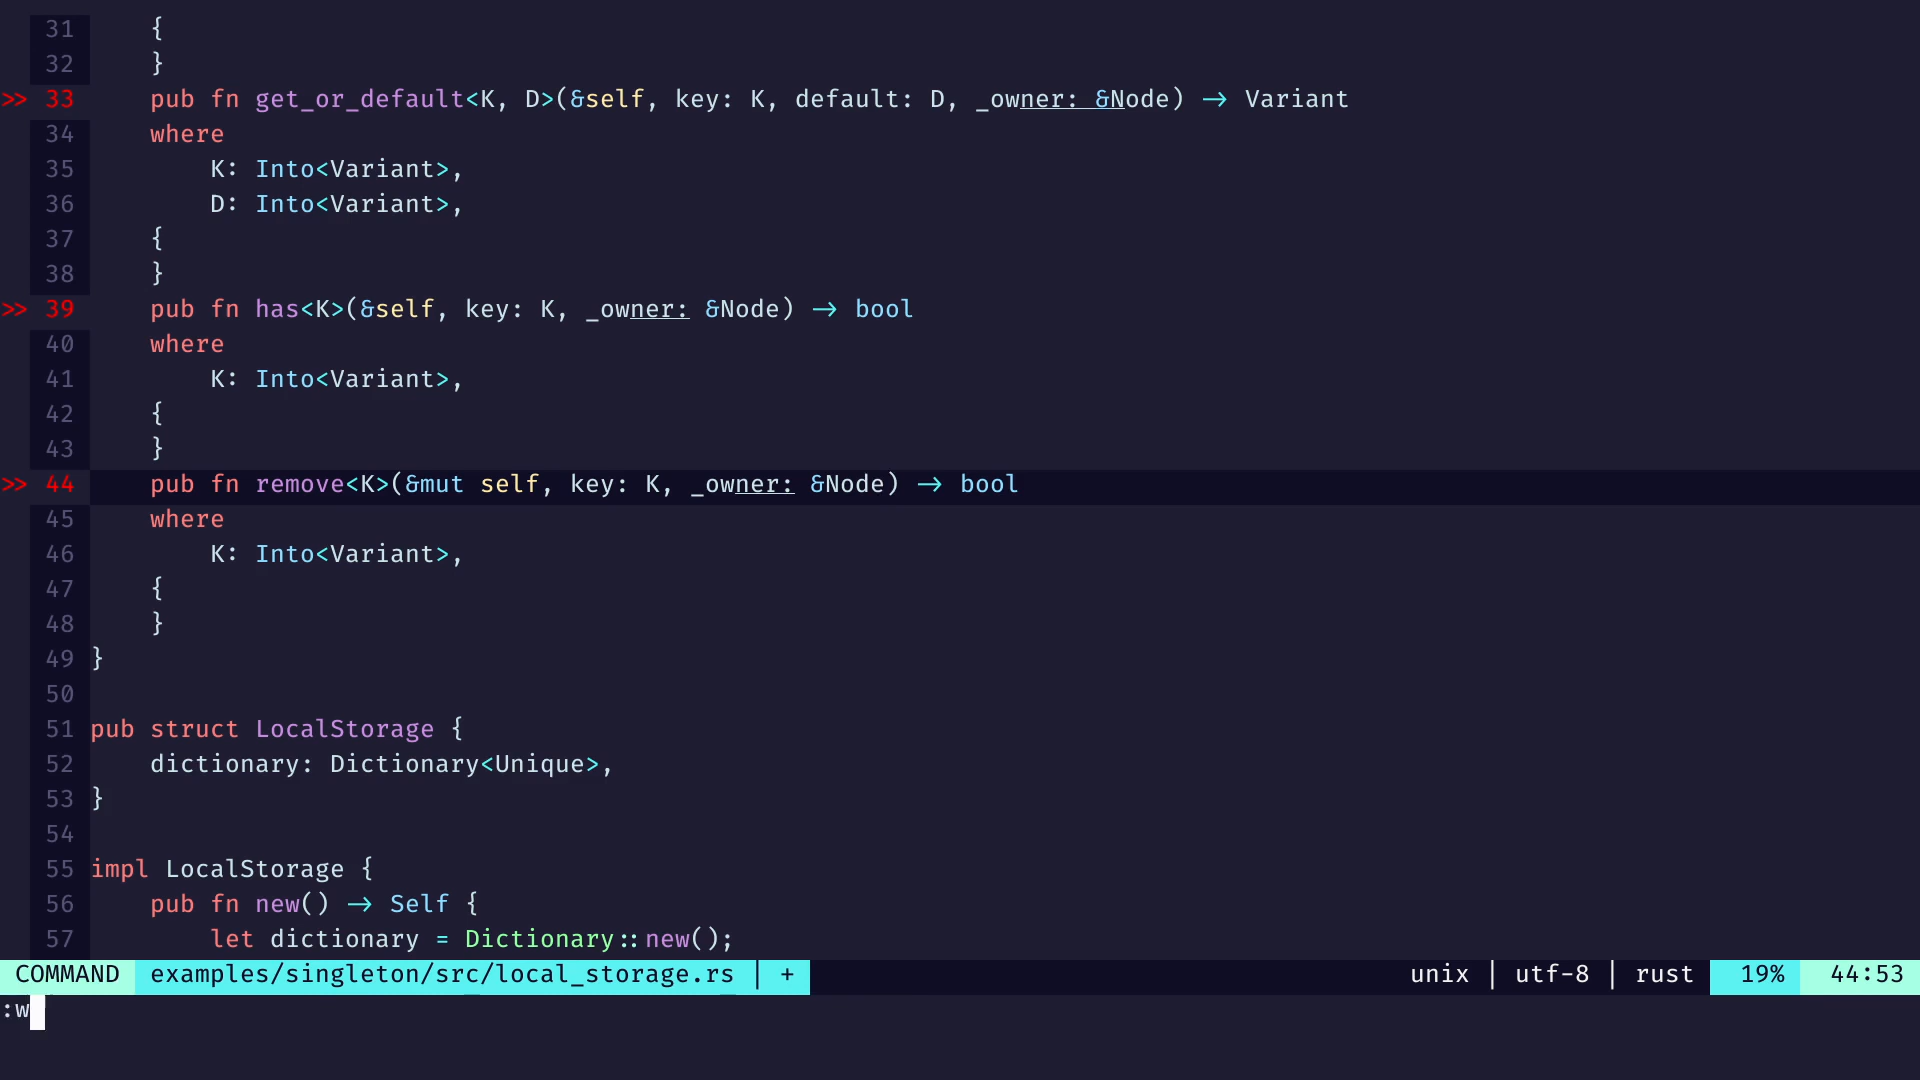 31 {
32 }
>> 33 pub fn get_or_default<K, D>(&self, key: K, default: D, _owner: &Node) -> Variant
34 where
35 K: Into<Variant>,
36 D: Into<Variant>,
37 {
38 }
>> 39 pub fn has<K>(&self, key: K, _owner: &Node) -> bool
40 where
41 K: Into<Variant>,
42 {
43 }
>> 44 pub fn remove<K>(&mut self, key: K, _owner: &Node) -> bool
45 where
46 K: Into<Variant>,
47 {
48 }
49 }
50
51 pub struct LocalStorage {
52 dictionary: Dictionary<Unique>,
53 }
54
55 impl LocalStorage {
56 pub fn new() -> Self {
57 let dictionary = Dictionary::new();
COMMAND examples/singleton/src/local_storage.rs | + unix | utf-8 | rust 19% 44:53
:w